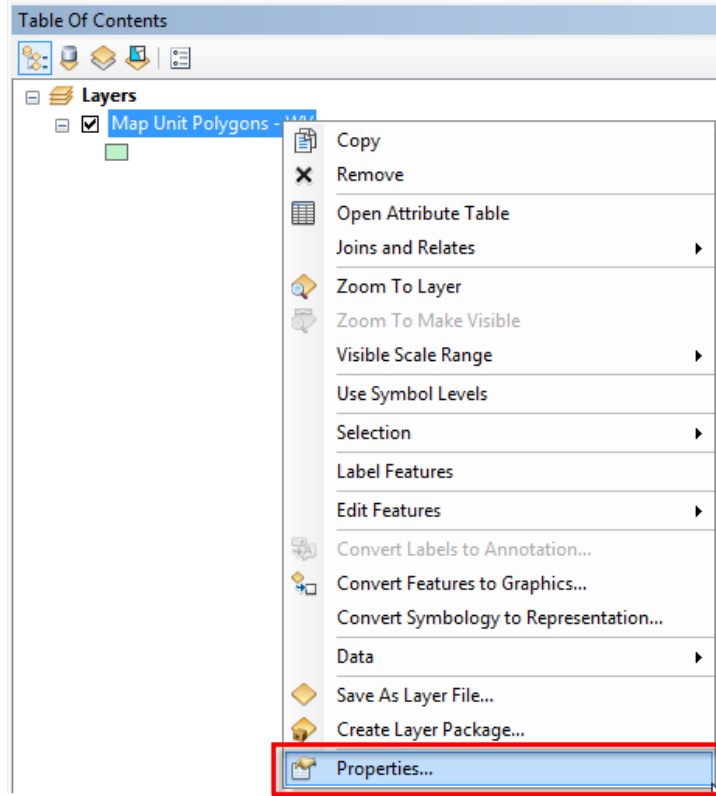 Table Of Contents
Layers
Map Unit Polygons - WV
Copy
Remove
Open Attribute Table
Joins and Relates
Zoom To Layer
Zoom To Make Visible
Visible Scale Range
Use Symbol Levels
Selection
Label Features
Edit Features
Convert Labels to Annotation...
Convert Features to Graphics...
Convert Symbology to Representation...
Data
Save As Layer File...
Create Layer Package...
Properties...